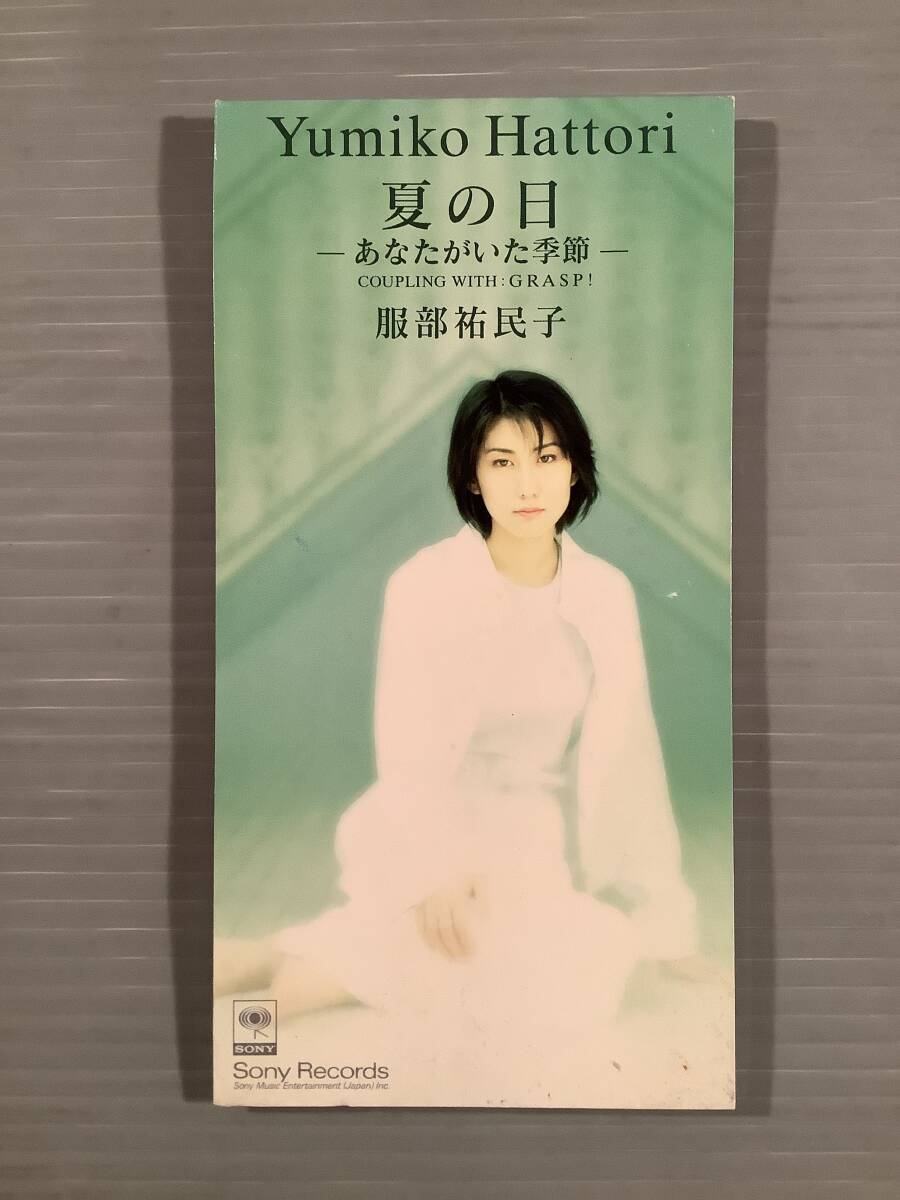 Yumiko Hattori
夏の日
—あなたがいた季節—
COUPLING WITH : GRASP!
服部祐民子
SONY
Sony Records
Sony Music Entertainment (Japan) Inc.